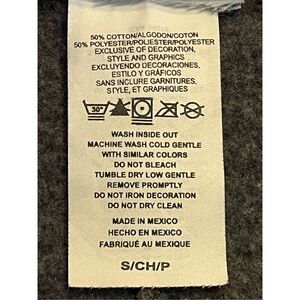 50% COTTON/ALGODON/COTON
50% POLYESTER/POLIESTER/POLYESTER
EXCLUSIVE OF DECORATION,
STYLE AND GRAPHICS
EXCLUYENDO DECORACIONES,
ESTILO Y GRÁFICOS
SANS INCLURE GARNITURES,
STYLE, ET GRAPHIQUES
30°
WASH INSIDE OUT
MACHINE WASH COLD GENTLE
WITH SIMILAR COLORS
DO NOT BLEACH
TUMBLE DRY LOW GENTLE
REMOVE PROMPTLY
DO NOT IRON DECORATION
DO NOT DRY CLEAN
MADE IN MEXICO
HECHO EN MEXICO
FABRIQUÉ AU MEXIQUE
S/CH/P